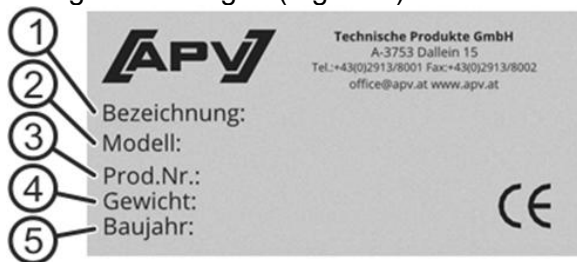 APV
Technische Produkte GmbH
A-3753 Dallein 15
Tel.:+43(0)2913/8001 Fax:+43(0)2913/8002
office@apv.at www.apv.at
1 Bezeichnung:
2 Modell:
3 Prod.Nr.:
4 Gewicht:
5 Baujahr:
CE